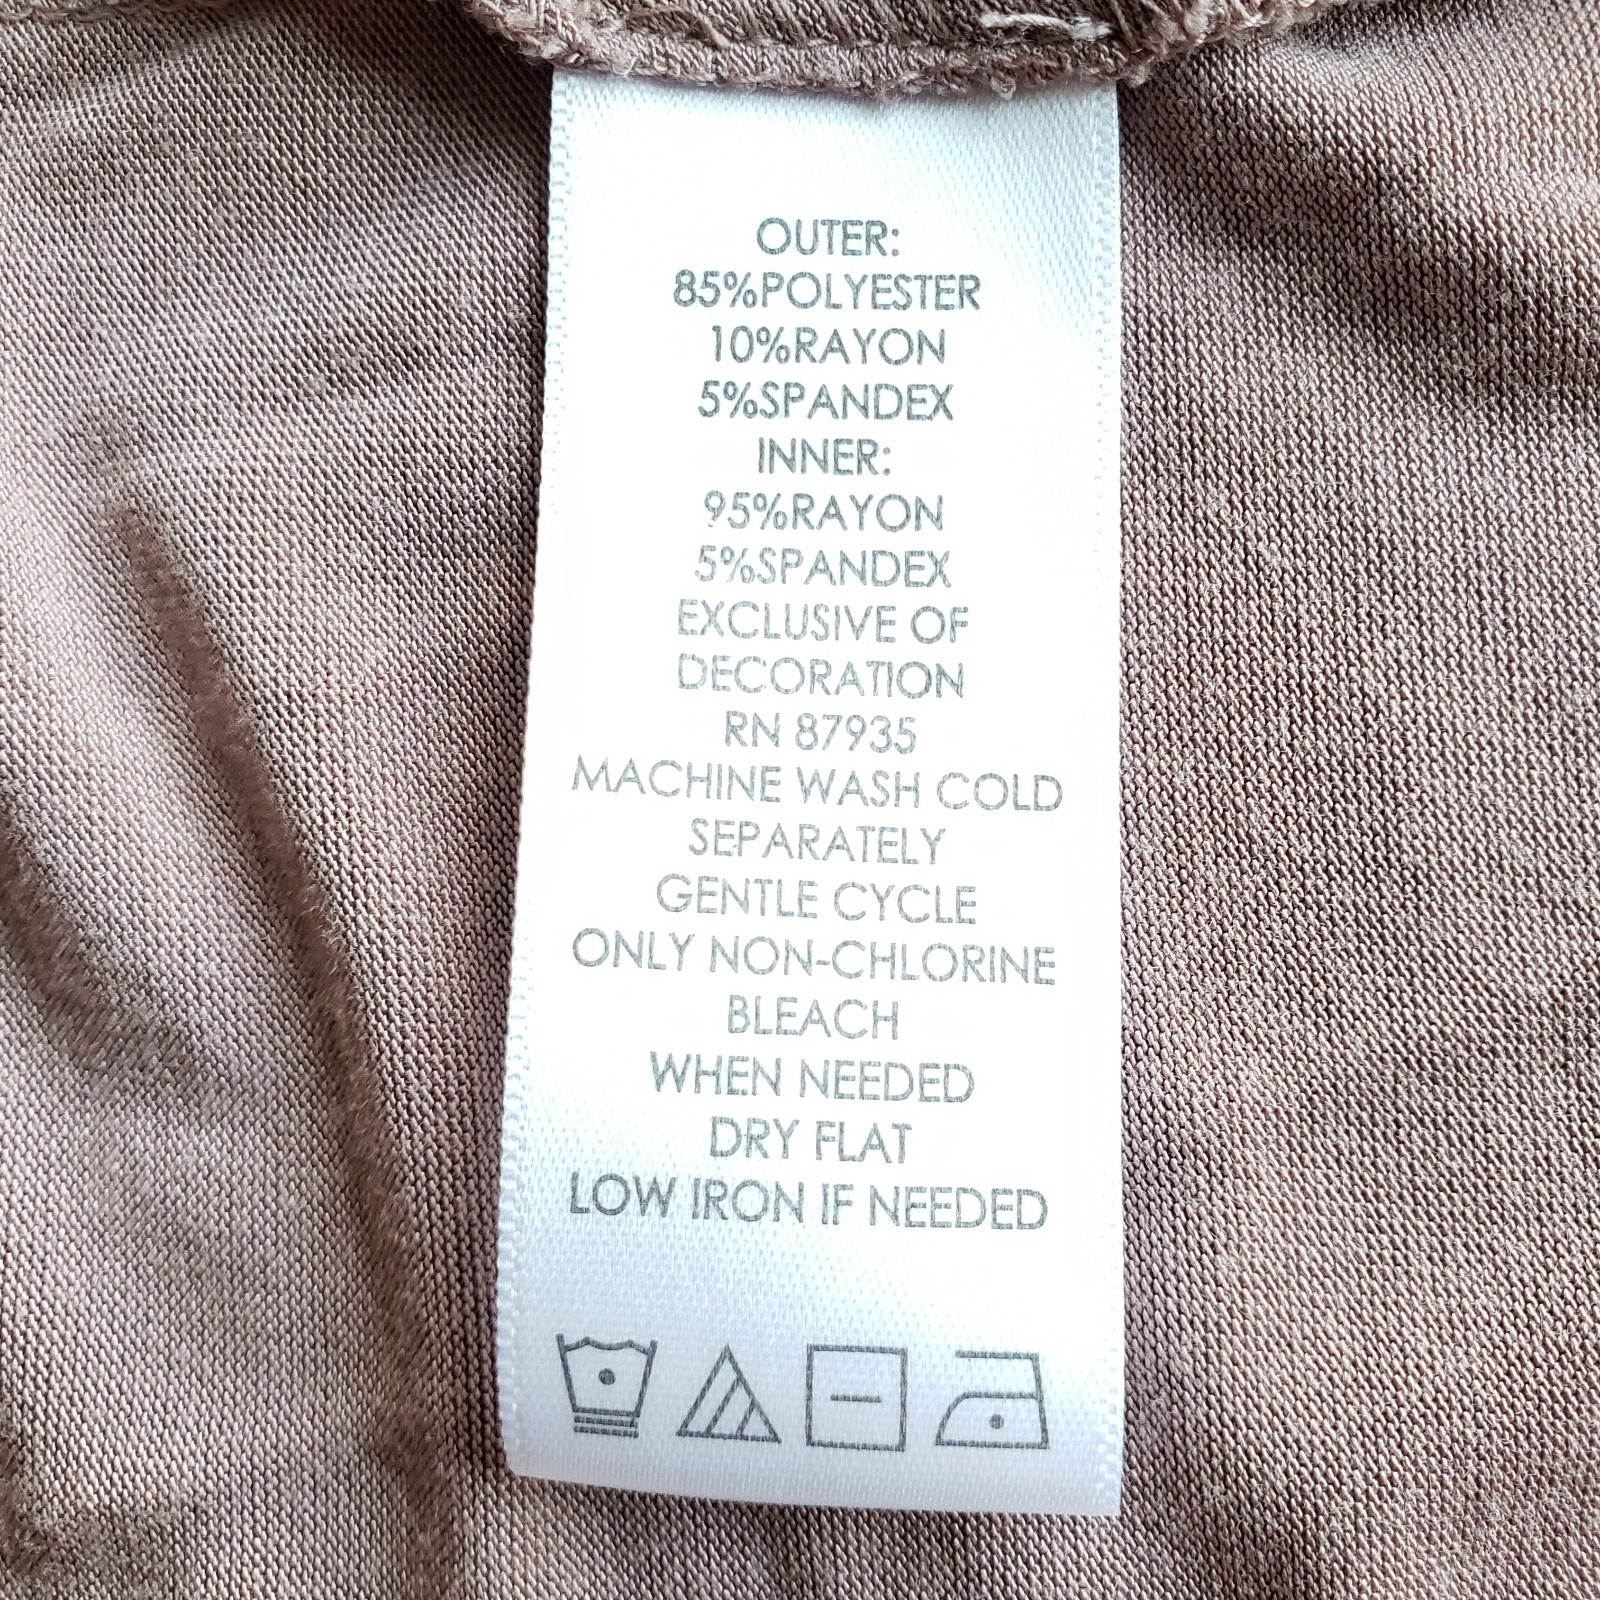 OUTER:
85%POLYESTER
10%RAYON
5%SPANDEX
INNER:
95%RAYON
5%SPANDEX
EXCLUSIVE OF
DECORATION
RN 87935
MACHINE WASH COLD
SEPARATELY
GENTLE CYCLE
ONLY NON-CHLORINE
BLEACH
WHEN NEEDED
DRY FLAT
LOW IRON IF NEEDED